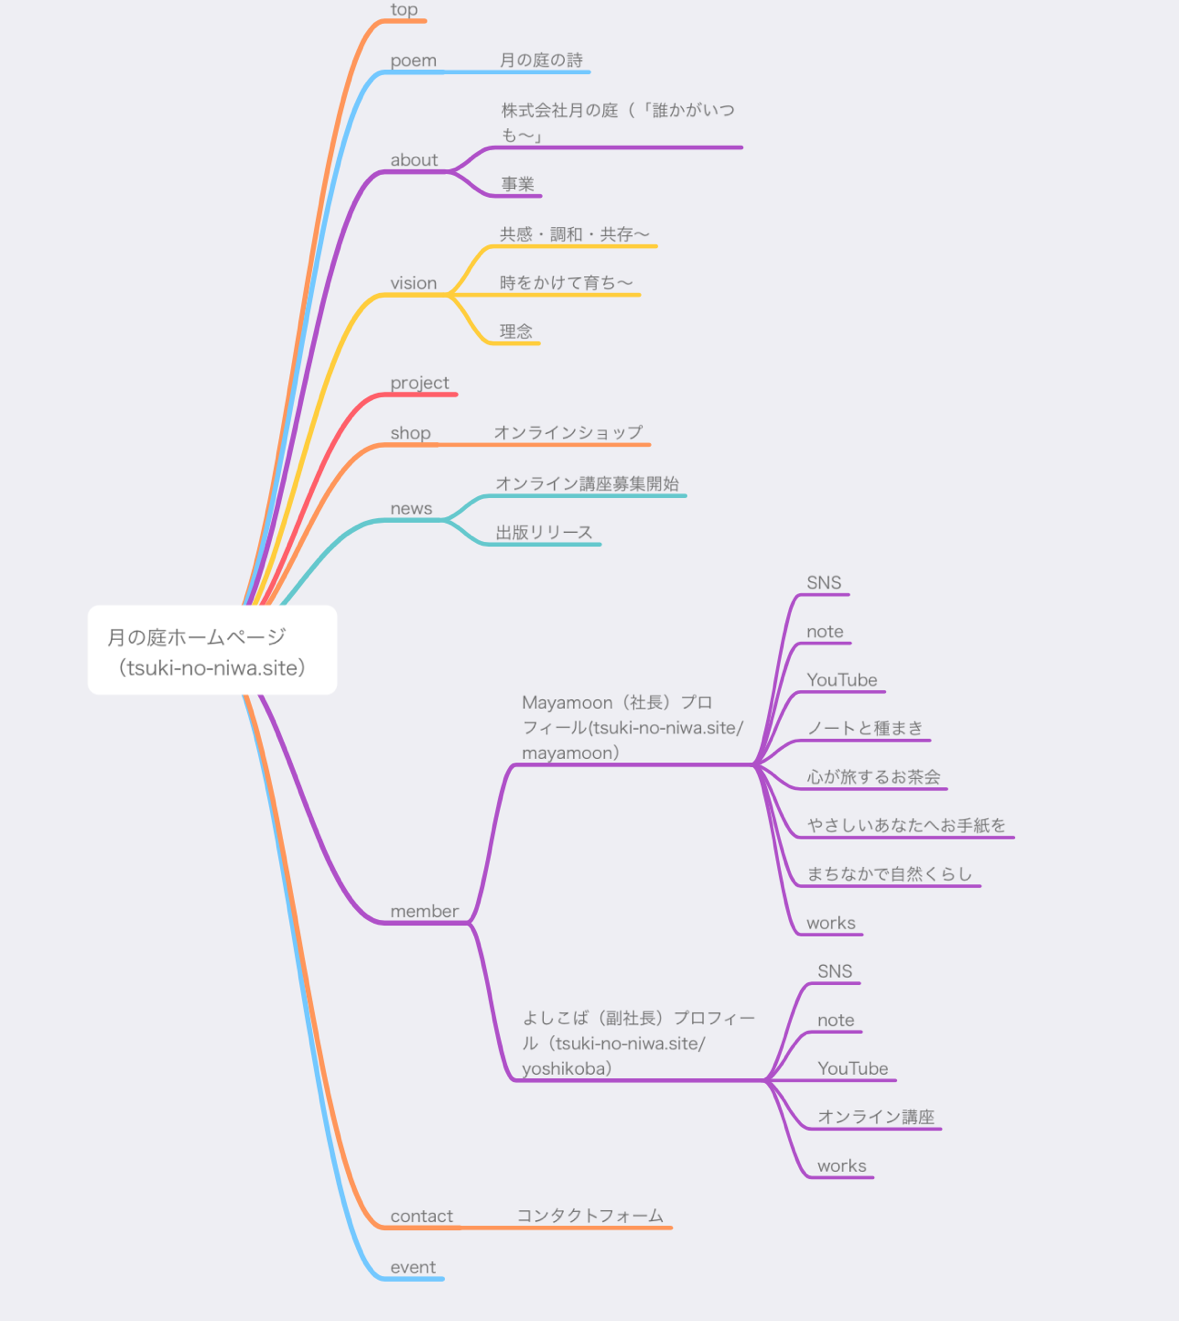 top
poem
月の庭の詩
about
株式会社月の庭（「誰かがいつ
も〜」
事業
vision
共感・調和・共存〜
時をかけて育ち〜
理念
project
shop
オンラインショップ
news
オンライン講座募集開始
出版リリース
月の庭ホームページ
（tsuki-no-niwa.site）
member
Mayamoon（社長）プロ
フィール(tsuki-no-niwa.site/
mayamoon）
SNS
note
YouTube
ノートと種まき
心が旅するお茶会
やさしいあなたへお手紙を
まちなかで自然くらし
works
よしこば（副社長）プロフィー
ル（tsuki-no-niwa.site/
yoshikoba）
SNS
note
YouTube
オンライン講座
works
contact
コンタクトフォーム
event